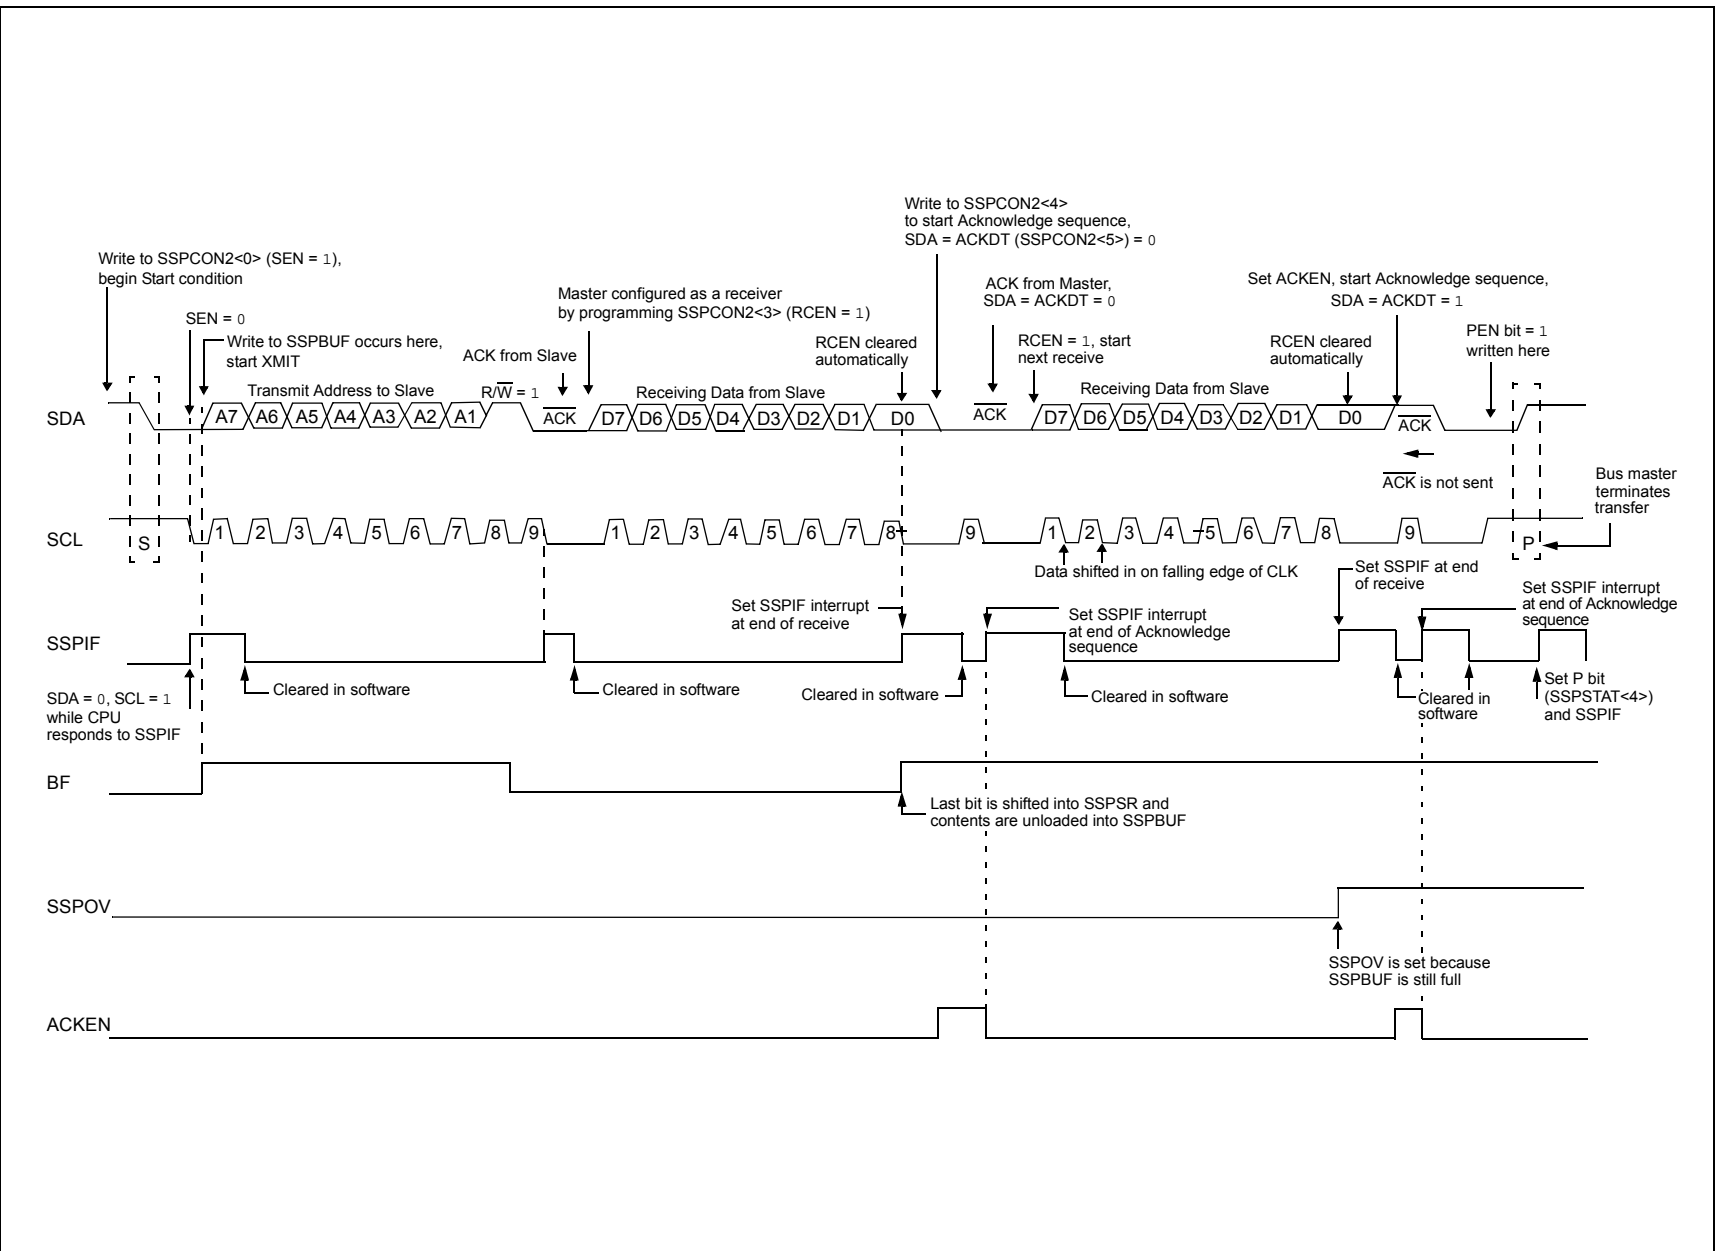 Write to SSPCON2<4>
to start Acknowledge sequence,
SDA = ACKDT (SSPCON2<5>) = 0
Write to SSPCON2<0> (SEN = 1),
begin Start condition
ACK from Master,
SDA = ACKDT = 0
Set ACKEN, start Acknowledge sequence,
SDA = ACKDT = 1
Master configured as a receiver
by programming SSPCON2<3> (RCEN = 1)
SEN = 0
Write to SSPBUF occurs here,
start XMIT
ACK from Slave
RCEN cleared
automatically
RCEN = 1, start
next receive
RCEN cleared
automatically
PEN bit = 1
written here
Transmit Address to Slave
R/W = 1
Receiving Data from Slave
Receiving Data from Slave
SDA
A7 A6 A5 A4 A3 A2 A1
ACK
D7 D6 D5 D4 D3 D2 D1 D0
ACK
D7 D6 D5 D4 D3 D2 D1 D0
ACK
ACK is not sent
Bus master
terminates
transfer
SCL
S
1 2 3 4 5 6 7 8 9
1 2 3 4 5 6 7 8 9
1 2 3 4 5 6 7 8 9
P
Data shifted in on falling edge of CLK
Set SSPIF at end
of receive
Set SSPIF interrupt
at end of receive
Set SSPIF interrupt
at end of Acknowledge
sequence
Set SSPIF interrupt
at end of Acknowledge
sequence
SSPIF
Cleared in software
Cleared in software
Cleared in software
Cleared in software
Cleared in
software
Set P bit
(SSPSTAT<4>)
and SSPIF
SDA = 0, SCL = 1
while CPU
responds to SSPIF
BF
Last bit is shifted into SSPSR and
contents are unloaded into SSPBUF
SSPOV
SSPOV is set because
SSPBUF is still full
ACKEN